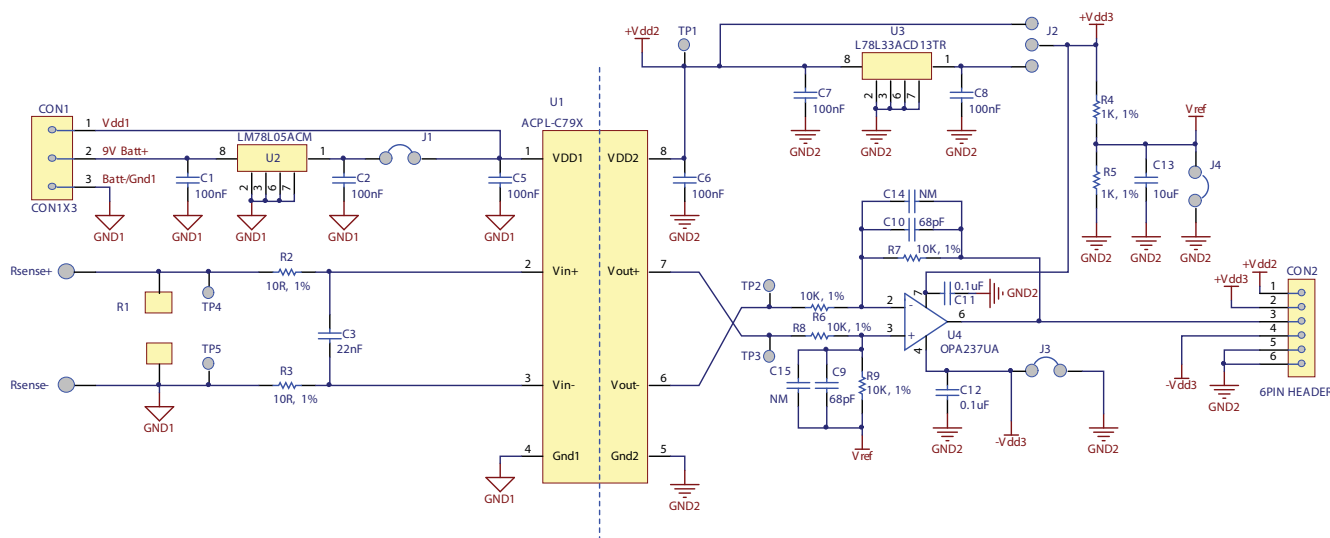 +Vdd2
TP1
U3
L78L33ACD13TR
8
1
2
3
6
7
C7
100nF
GND2
GND2
C8
100nF
GND2
J2
+Vdd3
R4
1K, 1%
Vref
R5
1K, 1%
C13
10uF
J4
GND2
GND2
GND2
CON1
1
Vdd1
2
9V Batt+
3
Batt-/Gnd1
CON1X3
GND1
C1
100nF
GND1
LM78L05ACM
8
U2
1
2
3
6
7
GND1
C2
100nF
GND1
J1
C5
100nF
GND1
U1
ACPL-C79X
1
VDD1
VDD2
8
2
Vin+
Vout+
7
3
Vin-
Vout-
6
4
Gnd1
Gnd2
5
C6
100nF
GND2
GND1
GND2
Rsense+
R1
TP4
R2
10R, 1%
C3
22nF
Rsense-
TP5
R3
10R, 1%
GND1
C14
NM
C10
68pF
R7
10K, 1%
TP2
10K, 1%
R6
2
-
7
0.1uF
C11
GND2
TP3
R8
10K, 1%
3
+
6
U4
OPA237UA
4
C15
NM
C9
68pF
R9
10K, 1%
Vref
C12
0.1uF
GND2
-Vdd3
J3
GND2
+Vdd2
+Vdd3
CON2
1
2
3
4
5
6
-Vdd3
GND2
6PIN HEADER